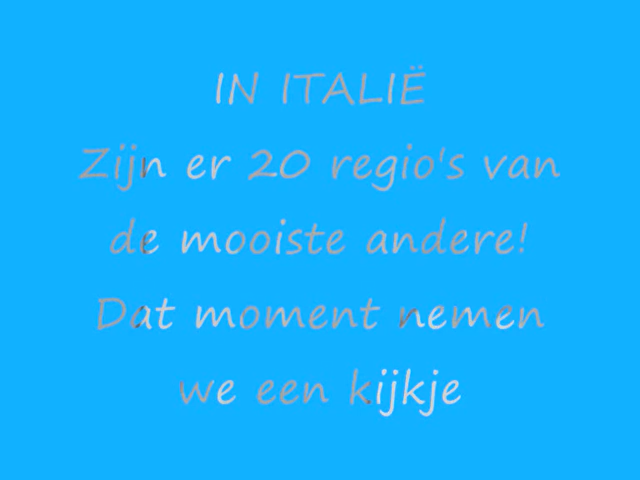 IN ITALIË
Zijn er 20 regio's van
de mooiste andere!
Dat moment nemen
we een kijkje